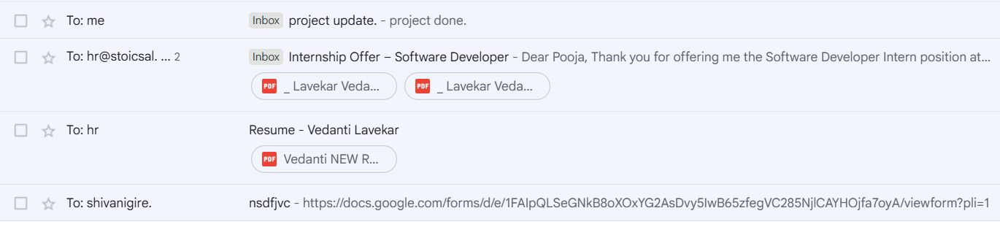 To: me Inbox project update. - project done.
To: hr@stoicsal. ... 2 Inbox Internship Offer – Software Developer - Dear Pooja, Thank you for offering me the Software Developer Intern position at...
PDF _ Lavekar Veda... PDF _ Lavekar Veda...
To: hr Resume - Vedanti Lavekar
PDF Vedanti NEW R...
To: shivanigire. nsdfjvc - https://docs.google.com/forms/d/e/1FAIpQLSeGNkB8oXOxYG2AsDvy5IwB65zfegVC285NjlCAYHOjfa7oyA/viewform?pli=1